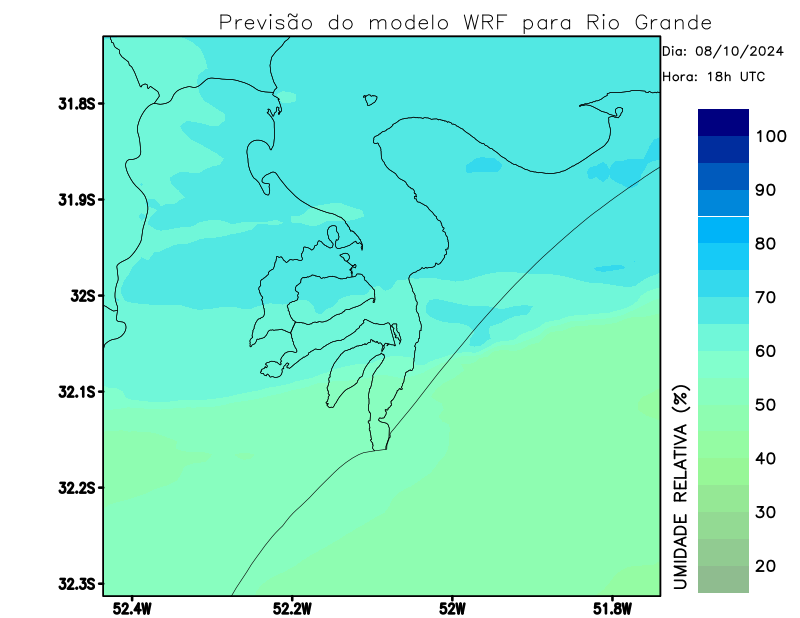 Previsão do modelo WRF para Rio Grande
Dia: 08/10/2024
Hora: 18h UTC
31.8S
31.9S
32S
32.1S
32.2S
32.3S
52.4W
52.2W
52W
51.8W
UMIDADE RELATIVA (%)
100
90
80
70
60
50
40
30
20